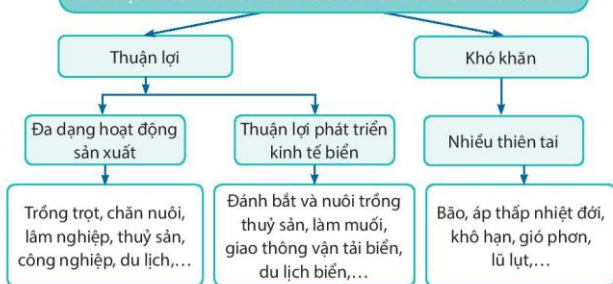 Thuận lợi
Khó khăn
Đa dạng hoạt động
sản xuất
Thuận lợi phát triển
kinh tế biển
Nhiều thiên tai
Trồng trọt, chăn nuôi,
lâm nghiệp, thuỷ sản,
công nghiệp, du lịch,...
Đánh bắt và nuôi trồng
thuỷ sản, làm muối,
giao thông vận tải biển,
du lịch biển,...
Bão, áp thấp nhiệt đới,
khô hạn, gió phơn,
lũ lụt,...